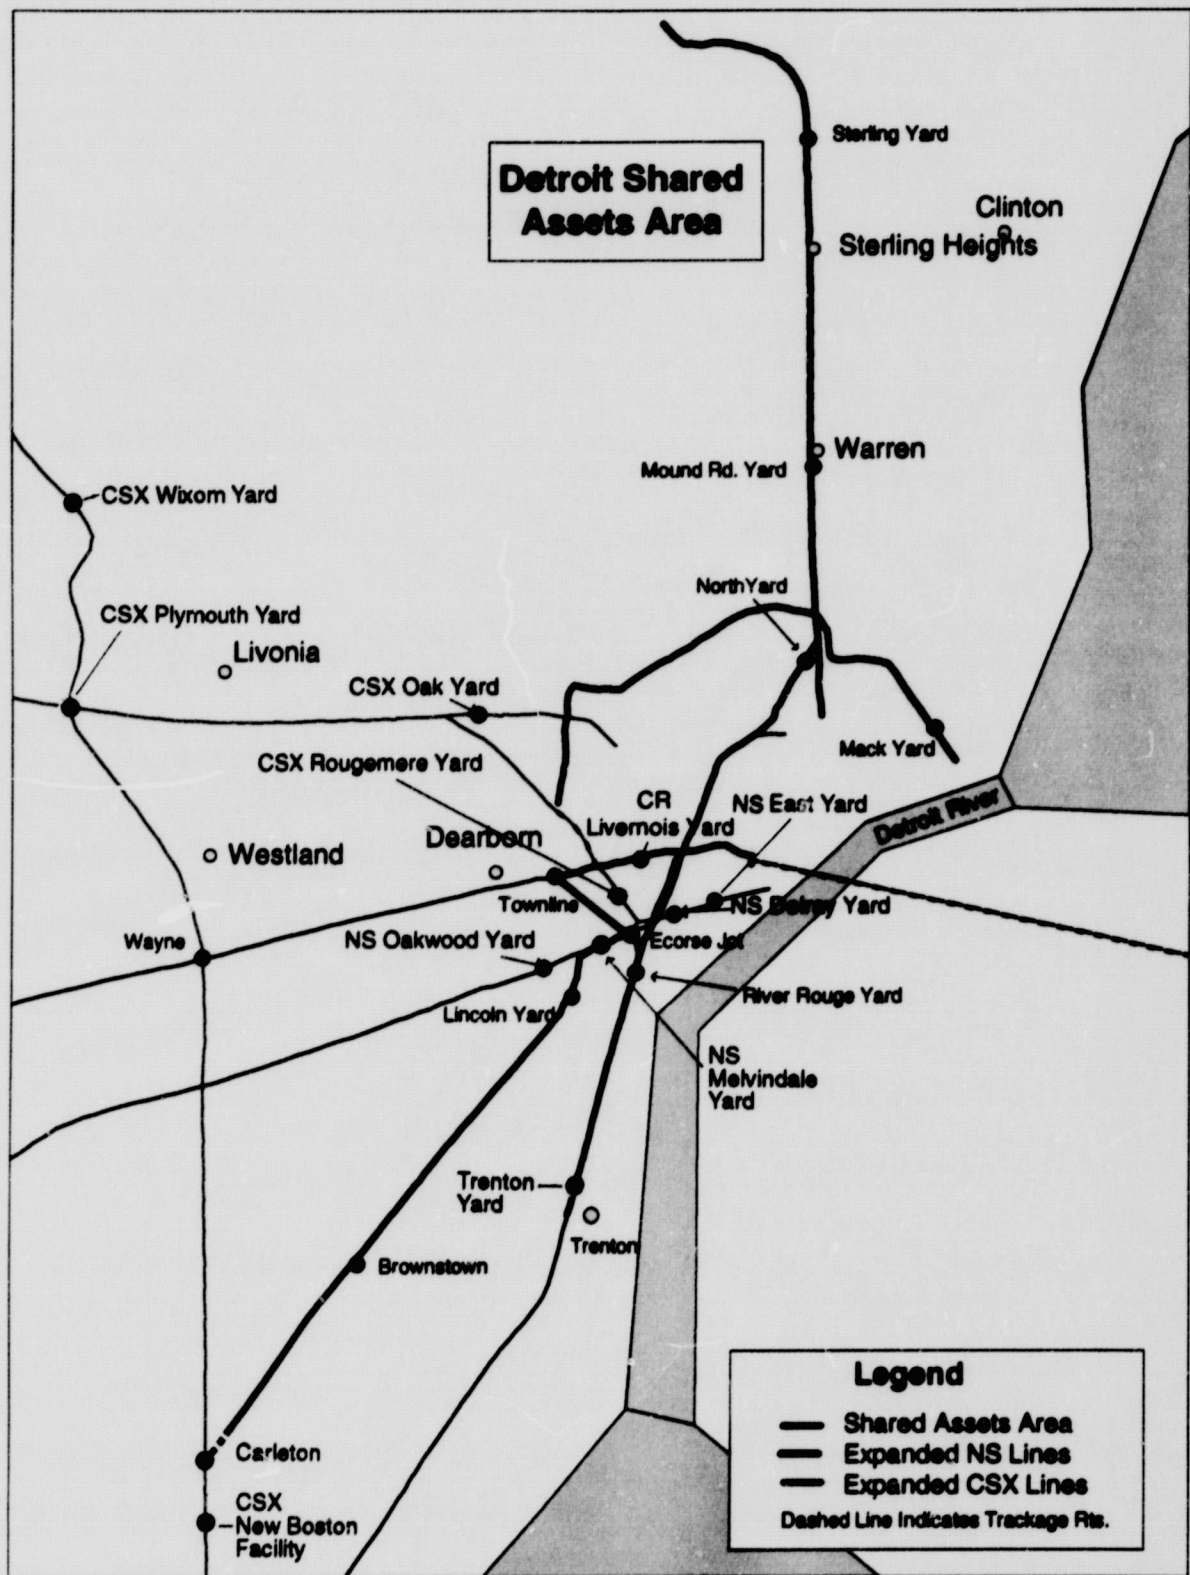 Detroit Shared
Assets Area
Sterling Yard
Clinton
Sterling Heights
Warren
Mound Rd. Yard
CSX Wixom Yard
North Yard
CSX Plymouth Yard
Livonia
CSX Oak Yard
Mack Yard
CSX Rougemere Yard
CR
Livernois Yard
NS East Yard
Detroit River
Dearborn
Westland
Townline
NS Delray Yard
Wayne
NS Oakwood Yard
Ecorse Jct
River Rouge Yard
Lincoln Yard
NS
Melvindale
Yard
Trenton
Yard
Trenton
Brownstown
Carleton
CSX
New Boston
Facility
Legend
Shared Assets Area
Expanded NS Lines
Expanded CSX Lines
Dashed Line Indicates Trackage Rts.